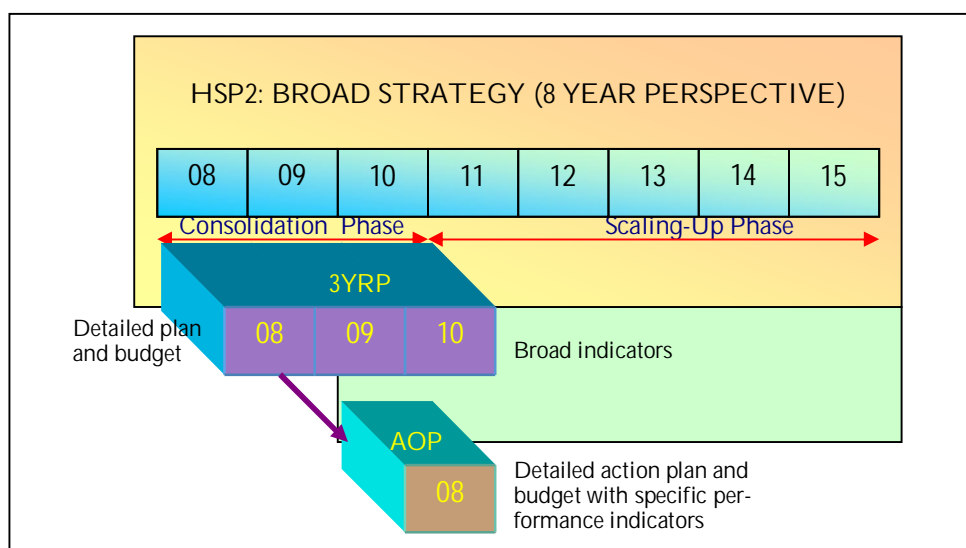 HSP2: BROAD STRATEGY (8 YEAR PERSPECTIVE)
08 09 10 11 12 13 14 15
Consolidation Phase Scaling-Up Phase
3YRP
Detailed plan
and budget
08 09 10
Broad indicators
AOP
08
Detailed action plan and
budget with specific per-
formance indicators